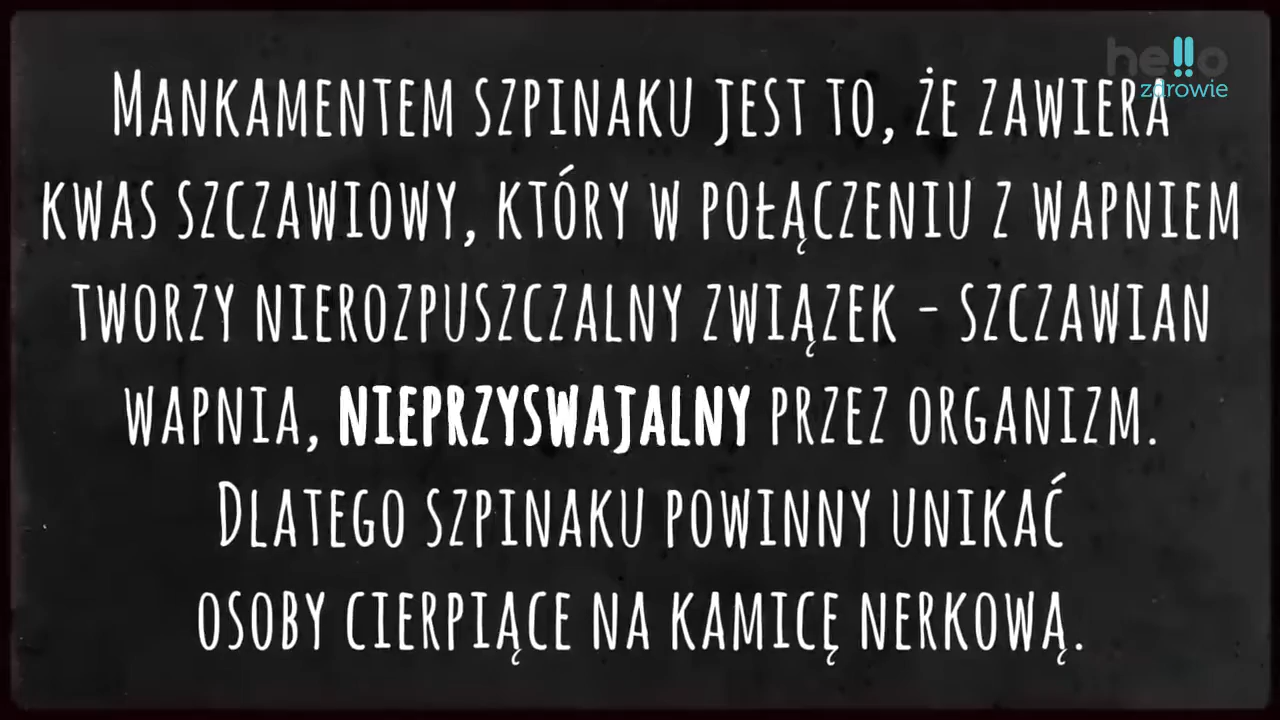 hello
zdrowie
Mankamentem szpinaku jest to, że zawiera
kwas szczawiowy, który w połączeniu z wapniem
tworzy nierozpuszczalny związek - szczawian
wapnia, nieprzyswajalny przez organizm.
Dlatego szpinaku powinny unikać
osoby cierpiące na kamicę nerkową.